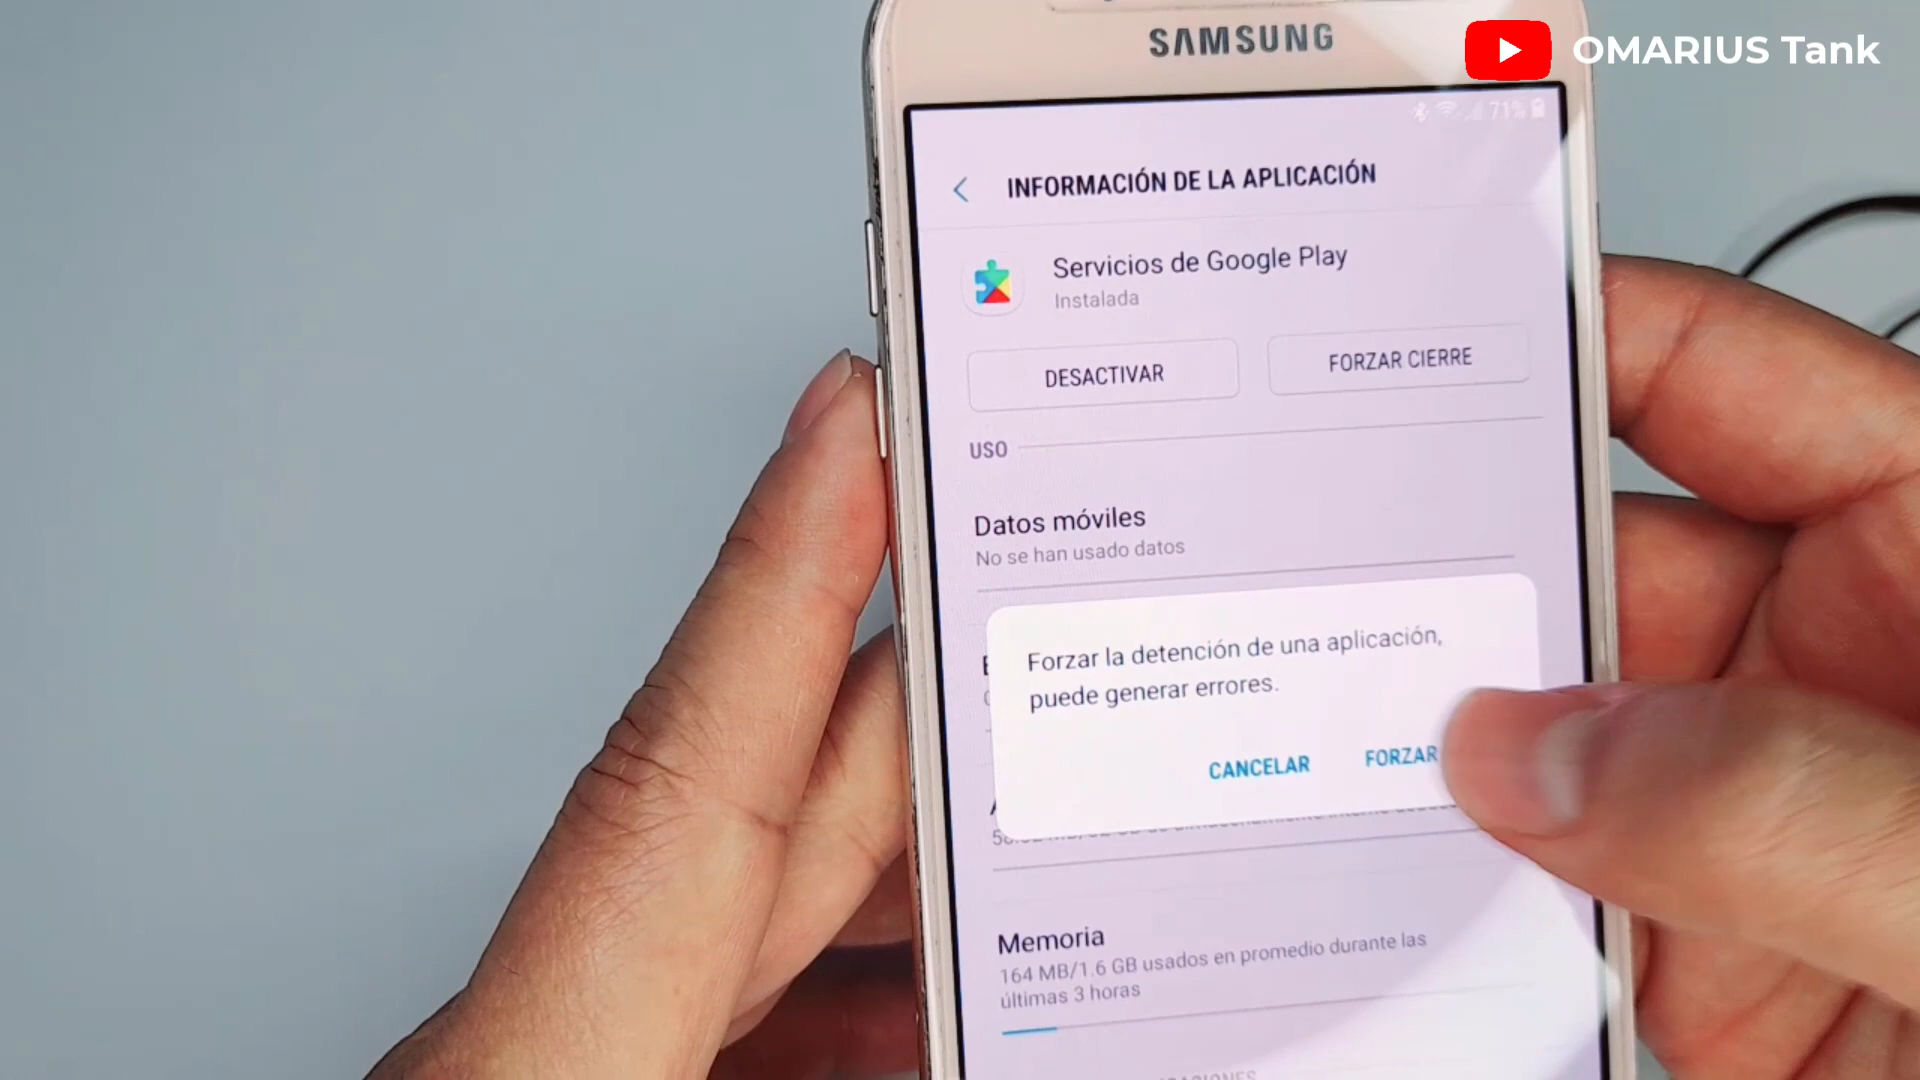 SAMSUNG
OMARIUS Tank
71%
INFORMACIÓN DE LA APLICACIÓN
Servicios de Google Play
Instalada
DESACTIVAR
FORZAR CIERRE
USO
Datos móviles
No se han usado datos
Forzar la detención de una aplicación,
puede generar errores.
CANCELAR
FORZAR
Memoria
164 MB/1.6 GB usados en promedio durante las
últimas 3 horas